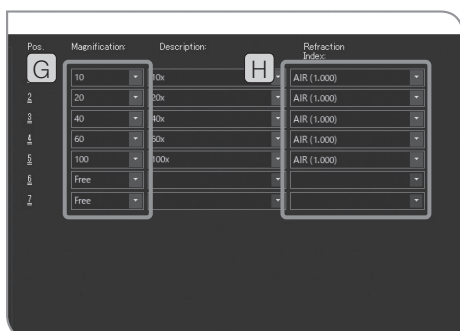 Pos. Magnification: Description: Refraction Index:
G H
10 10x AIR (1.000)
2 20 20x AIR (1.000)
3 40 40x AIR (1.000)
4 60 60x AIR (1.000)
5 100 100x AIR (1.000)
6 Free
7 Free